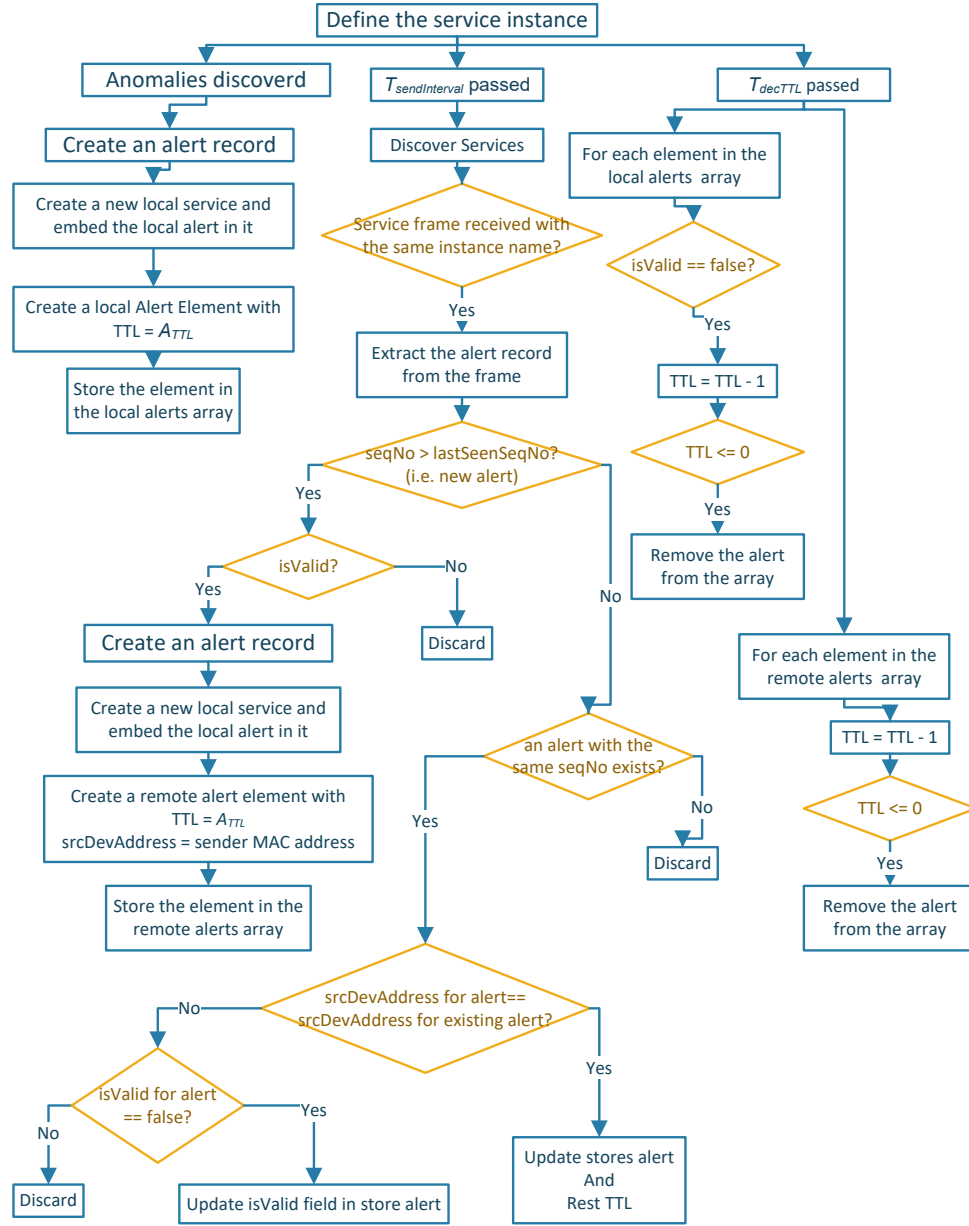 Define the service instance
Anomalies discoverd
TsendInterval passed
TdecTTL passed
Create an alert record
Discover Services
For each element in the
local alerts array
Create a new local service and
embed the local alert in it
Service frame received with
the same instance name?
isValid == false?
Create a local Alert Element with
TTL = ATTL
Yes
Yes
Extract the alert record
from the frame
TTL = TTL - 1
Store the element in
the local alerts array
seqNo > lastSeenSeqNo?
(i.e. new alert)
TTL <= 0
Yes
Yes
isValid?
No
Remove the alert
from the array
Yes
No
Create an alert record
Discard
For each element in the
remote alerts array
Create a new local service and
embed the local alert in it
TTL = TTL - 1
an alert with the
same seqNo exists?
Create a remote alert element with
TTL = ATTL
srcDevAddress = sender MAC address
TTL <= 0
No
Yes
Discard
Yes
Store the element in the
remote alerts array
Remove the alert
from the array
srcDevAddress for alert==
srcDevAddress for existing alert?
No
Yes
isValid for alert
== false?
Yes
No
Update stores alert
And
Rest TTL
Discard
Update isValid field in store alert